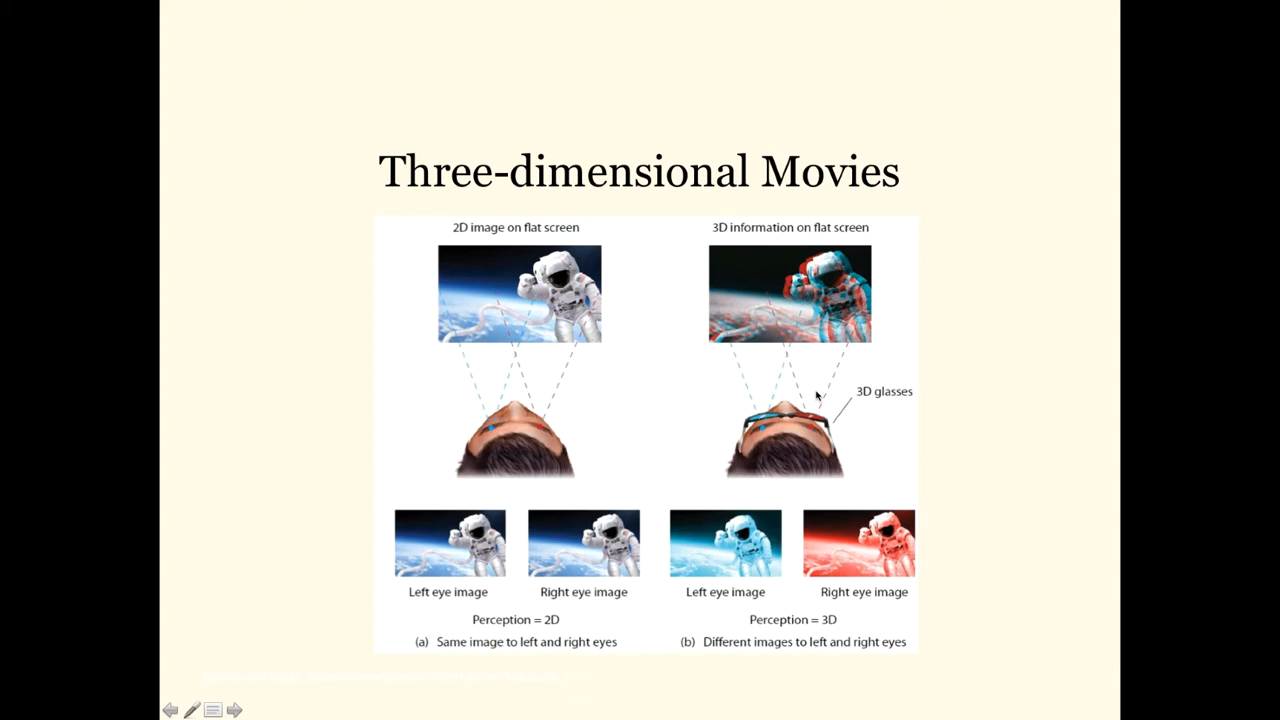 Three-dimensional Movies
2D image on flat screen
3D information on flat screen
3D glasses
Left eye image
Right eye image
Left eye image
Right eye image
Perception = 2D
Perception = 3D
(a) Same image to left and right eyes
(b) Different images to left and right eyes